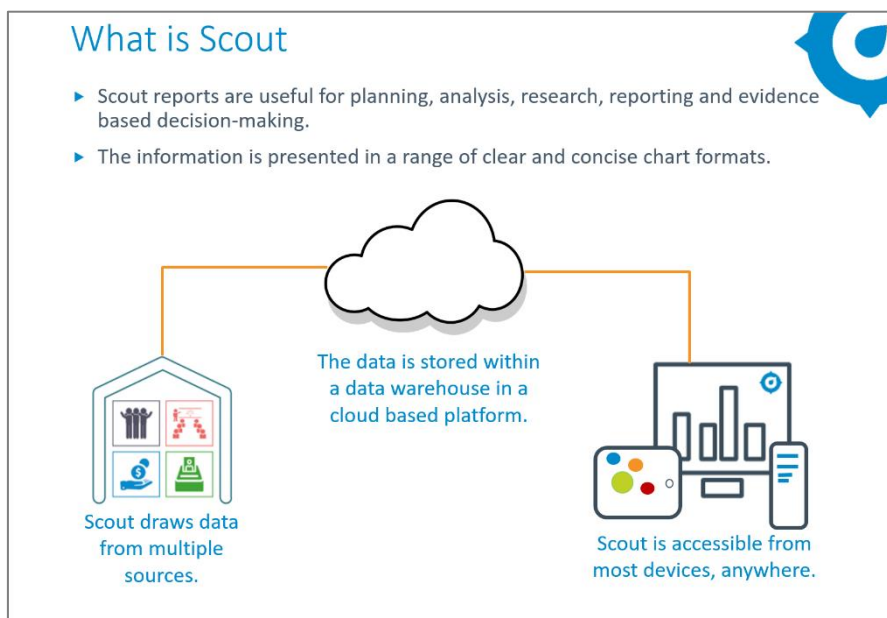 What is Scout
Scout reports are useful for planning, analysis, research, reporting and evidence
based decision-making.
The information is presented in a range of clear and concise chart formats.
The data is stored within
a data warehouse in a
cloud based platform.
Scout draws data
from multiple
sources.
Scout is accessible from
most devices, anywhere.